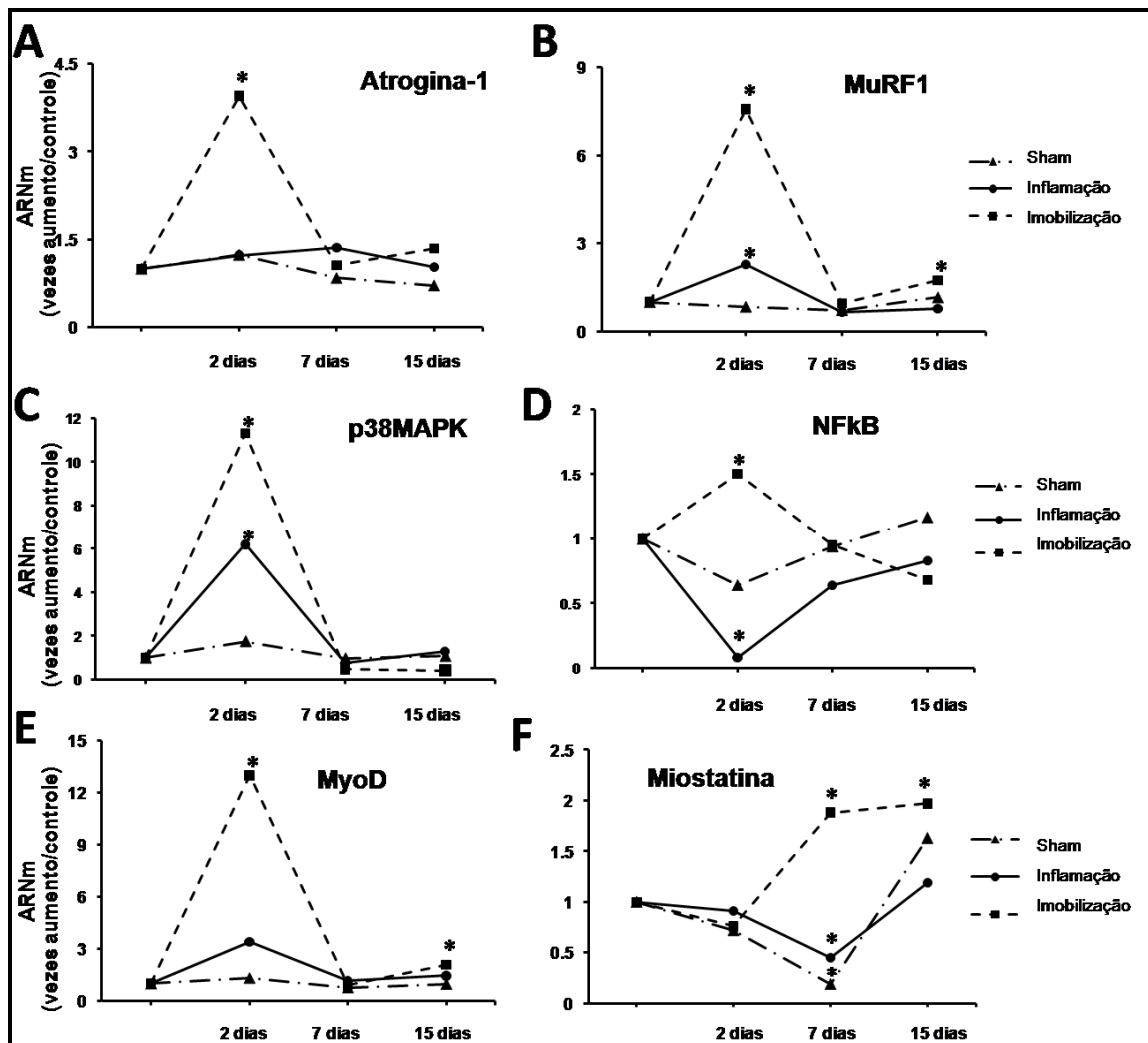 A
Atrogina-1
ARNm
(vezes aumento/controle)
4.5
3
1.5
0
*
2 dias 7 dias 15 dias
B
MuRF1
9
6
3
0
*
*
*
2 dias 7 dias 15 dias
Sham
Inflamação
Imobilização
C
p38MAPK
ARNm
(vezes aumento/controle)
12
10
8
6
4
2
0
*
*
2 dias 7 dias 15 dias
D
NFkB
2
1.5
1
0.5
0
*
*
2 dias 7 dias 15 dias
Sham
Inflamação
Imobilização
E
MyoD
ARNm
(vezes aumento/controle)
15
12
9
6
3
0
*
*
2 dias 7 dias 15 dias
F
Miostatina
2.5
2
1.5
1
0.5
0
*
*
*
*
2 dias 7 dias 15 dias
Sham
Inflamação
Imobilização